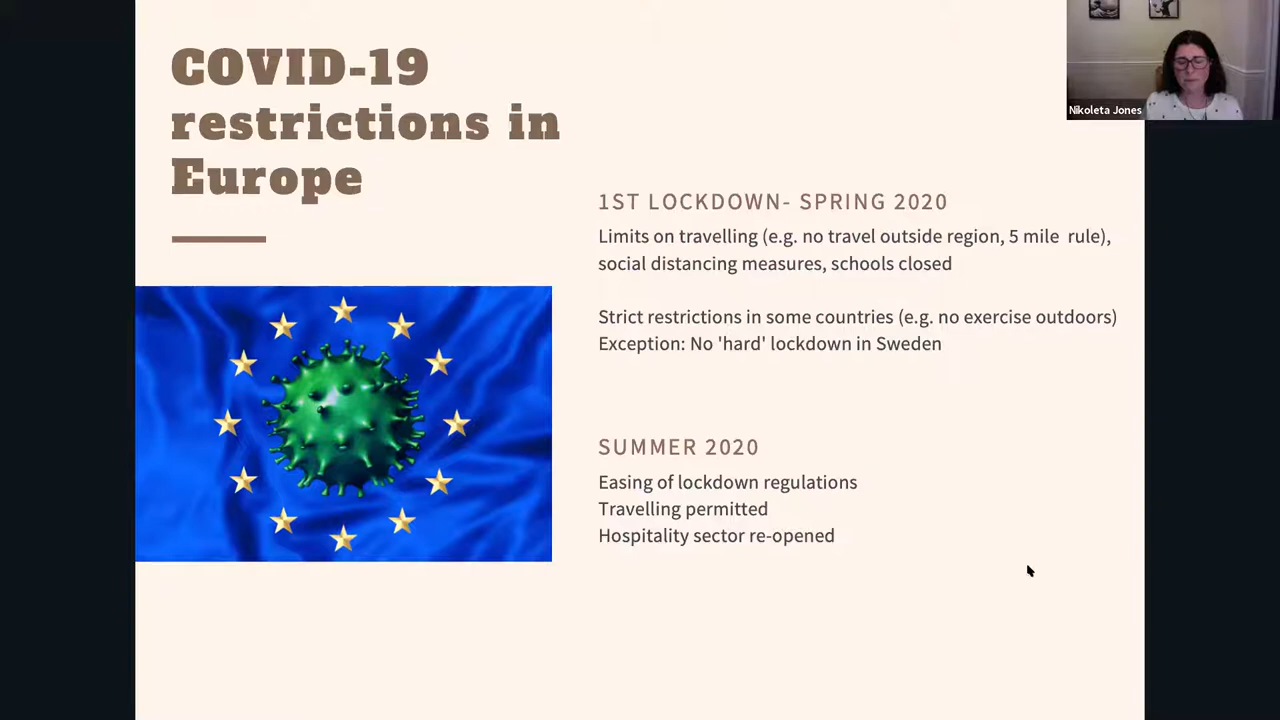 COVID-19
restrictions in
Europe
Nikoleta Jones
1ST LOCKDOWN- SPRING 2020
Limits on travelling (e.g. no travel outside region, 5 mile  rule),
social distancing measures, schools closed
Strict restrictions in some countries (e.g. no exercise outdoors)
Exception: No 'hard' lockdown in Sweden
SUMMER 2020
Easing of lockdown regulations
Travelling permitted
Hospitality sector re-opened